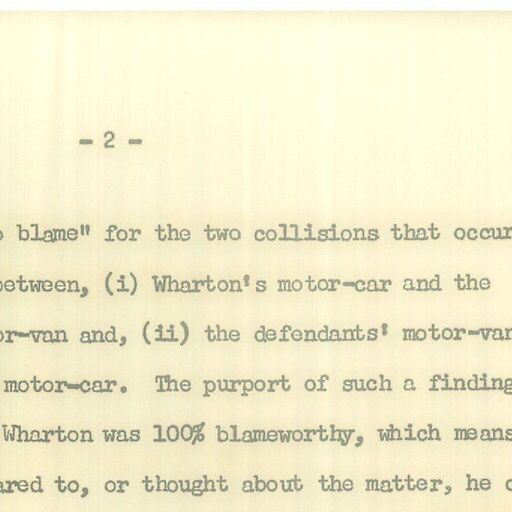 - 2 -
blame" for the two collisions that occur
between, (i) Wharton's motor-car and the
or-van and, (ii) the defendants' motor-van
motor-car.  The purport of such a finding
Wharton was 100% blameworthy, which means
ared to, or thought about the matter, he